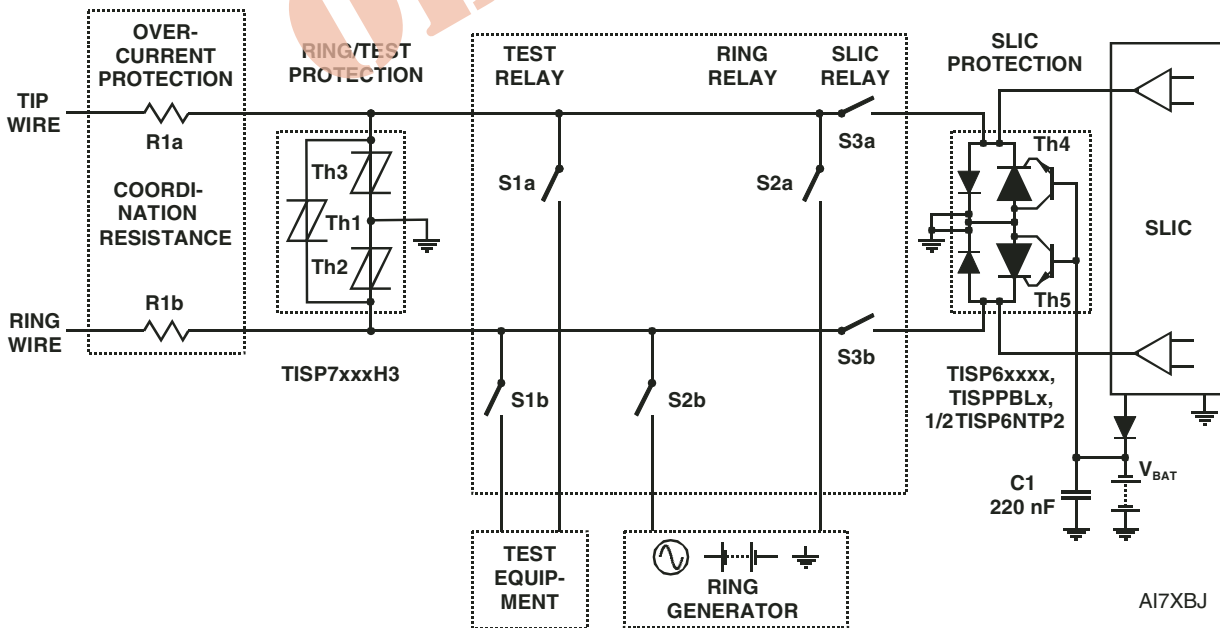 OVER-
CURRENT
PROTECTION
RING/TEST
PROTECTION
TEST
RELAY
RING
RELAY
SLIC
RELAY
SLIC
PROTECTION
TIP
WIRE
R1a
S3a
Th4
Th3
S1a
S2a
COORDI-
NATION
RESISTANCE
Th1
SLIC
Th2
R1b
Th5
RING
WIRE
S3b
TISP7xxxH3
S1b
S2b
TISP6xxxx,
TISPPBLx,
1/2TISP6NTP2
C1
220 nF
VBAT
TEST
EQUIP-
MENT
RING
GENERATOR
AI7XBJ